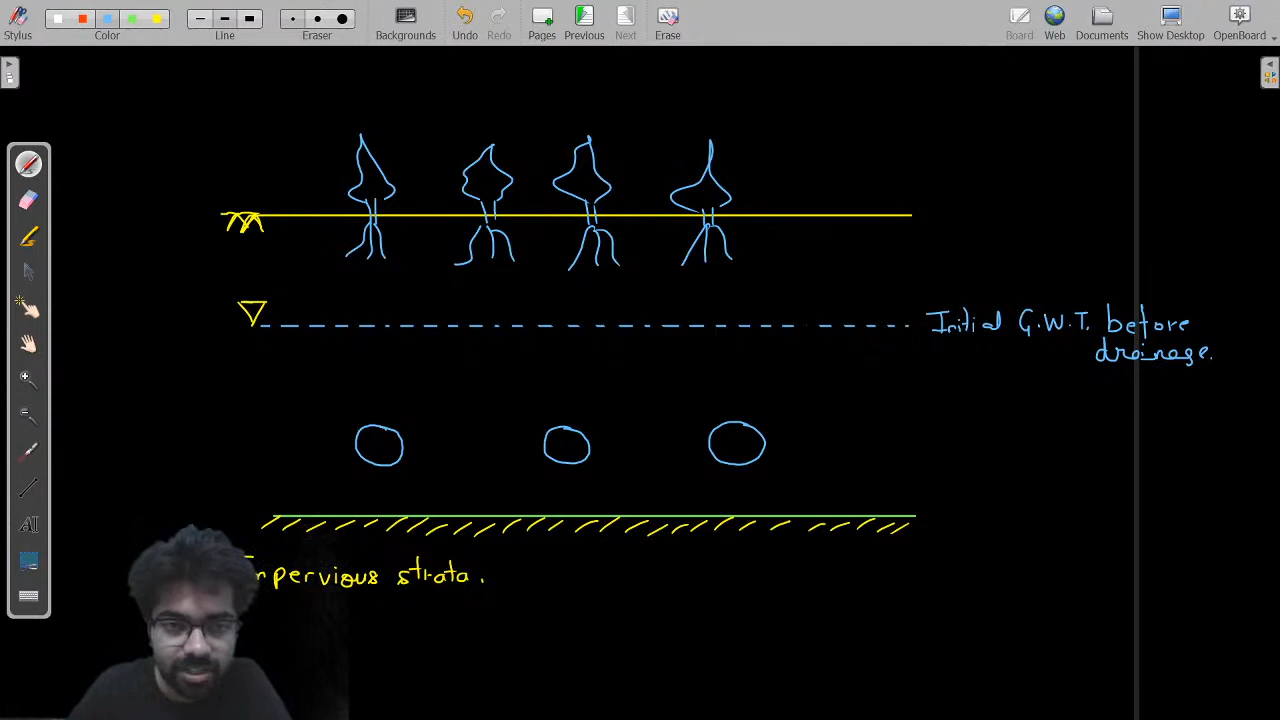 Stylus
Color
Line
Eraser
Backgrounds
Undo
Redo
Pages
Previous
Next
Erase
Board
Web
Documents
Show Desktop
OpenBoard
Initial G.W.T. before
drainage.
Impervious strata.